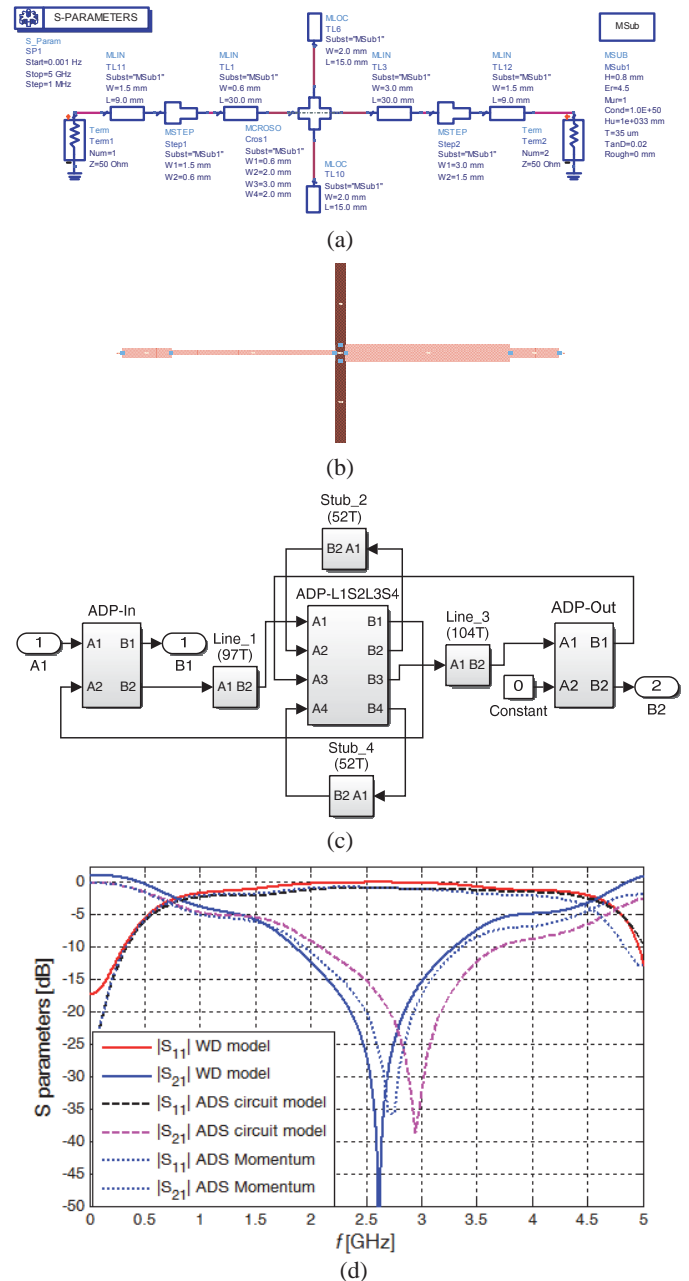 S-PARAMETERS
S_Param
SP1
Start=0.001 Hz
Stop=5 GHz
Step=1 MHz
MLIN
TL11
Subst="MSub1"
W=1.5 mm
L=9.0 mm
MLIN
TL1
Subst="MSub1"
W=0.6 mm
L=30.0 mm
MLOC
TL6
Subst="MSub1"
W=2.0 mm
L=15.0 mm
MLIN
TL3
Subst="MSub1"
W=3.0 mm
L=30.0 mm
MLIN
TL12
Subst="MSub1"
W=1.5 mm
L=9.0 mm
MSub
MSUB
MSub1
H=0.8 mm
Er=4.5
Mur=1
Cond=1.0E+50
Hu=1e+033 mm
T=35 um
TanD=0.02
Rough=0 mm
Term
Term1
Num=1
Z=50 Ohm
MSTEP
Step1
Subst="MSub1"
W1=1.5 mm
W2=0.6 mm
MCROSO
Cros1
Subst="MSub1"
W1=0.6 mm
W2=2.0 mm
W3=3.0 mm
W4=2.0 mm
MLOC
TL10
Subst="MSub1"
W=2.0 mm
L=15.0 mm
MSTEP
Step2
Subst="MSub1"
W1=3.0 mm
W2=1.5 mm
Term
Term2
Num=2
Z=50 Ohm
(a)
(b)
Stub_2
(52T)
B2 A1
ADP-In
A1 B1
A2 B2
1
A1
1
B1
Line_1
(97T)
A1 B2
ADP-L1S2L3S4
A1 B1
A2 B2
A3 B3
A4 B4
Line_3
(104T)
A1 B2
ADP-Out
A1 B1
A2 B2
0
Constant
2
B2
Stub_4
(52T)
B2 A1
(c)
S parameters [dB]
0
-5
-10
-15
-20
-25
-30
-35
-40
-45
-50
|S11| WD model
|S21| WD model
|S11| ADS circuit model
|S21| ADS circuit model
|S11| ADS Momentum
|S21| ADS Momentum
0 0.5 1 1.5 2 2.5 3 3.5 4 4.5 5
f [GHz]
(d)